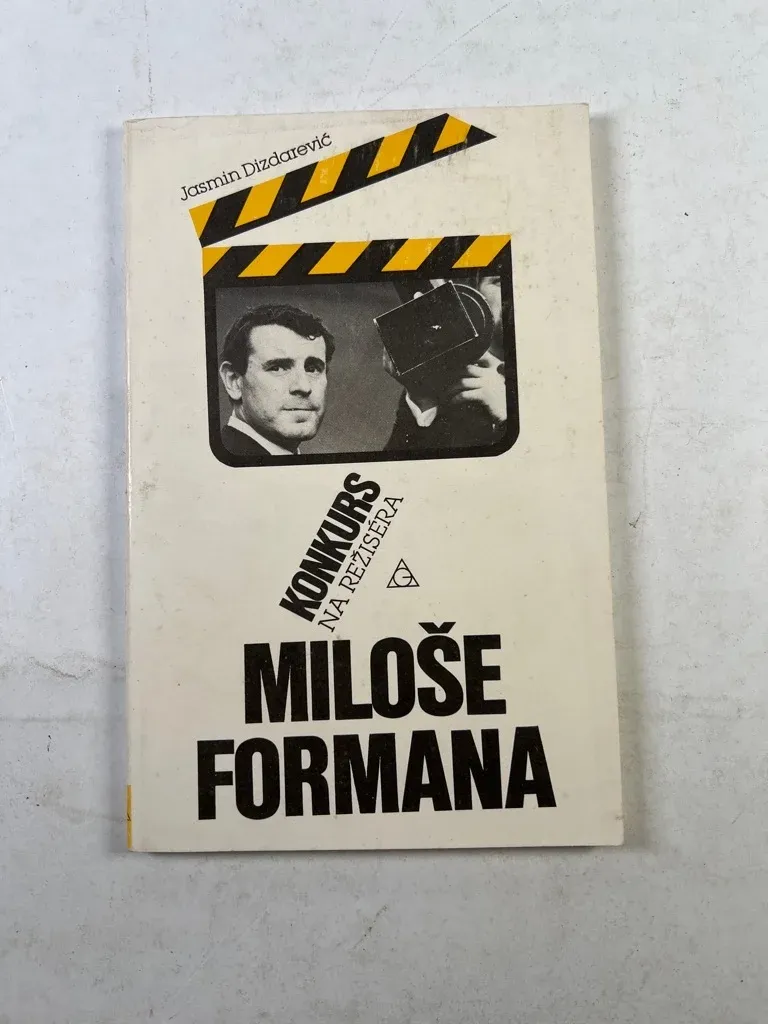 Jasmin Dizdarević
KONKURS
NA REŽISÉRA
MILOŠE
FORMANA